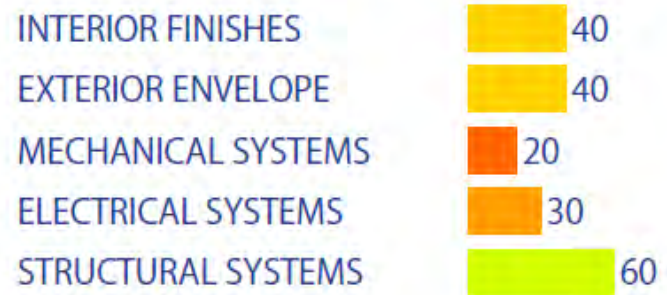 INTERIOR FINISHES 40
EXTERIOR ENVELOPE 40
MECHANICAL SYSTEMS 20
ELECTRICAL SYSTEMS 30
STRUCTURAL SYSTEMS 60